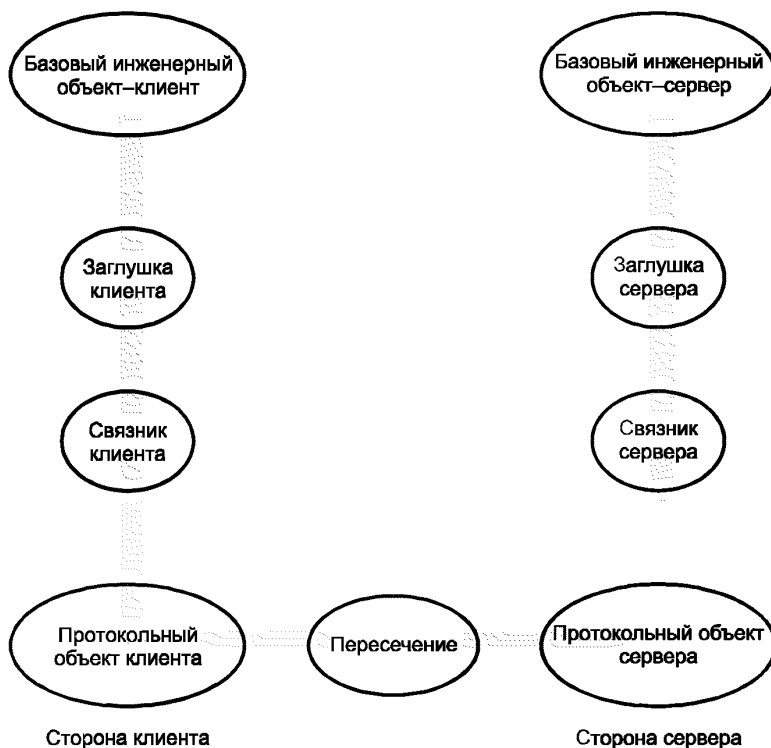 Базовый инженерный
объект–клиент
Базовый инженерный
объект–сервер
Заглушка
клиента
Заглушка
сервера
Связник
клиента
Связник
сервера
Протокольный
объект клиента
Пересечение
Протокольный объект
сервера
Сторона клиента
Сторона сервера